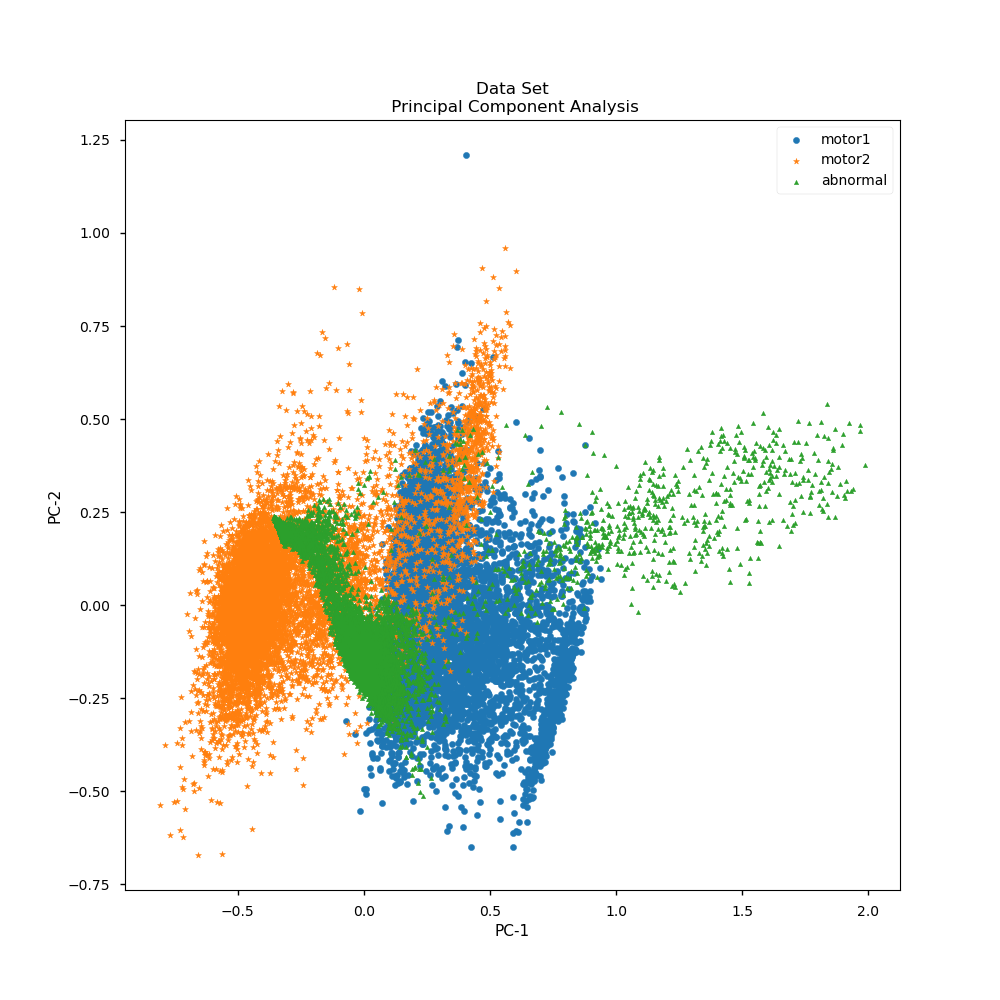 Data Set
Principal Component Analysis
motor1
motor2
abnormal
1.25
1.00
0.75
0.50
0.25
0.00
−0.25
−0.50
−0.75
PC-2
−0.5
0.0
0.5
1.0
1.5
2.0
PC-1